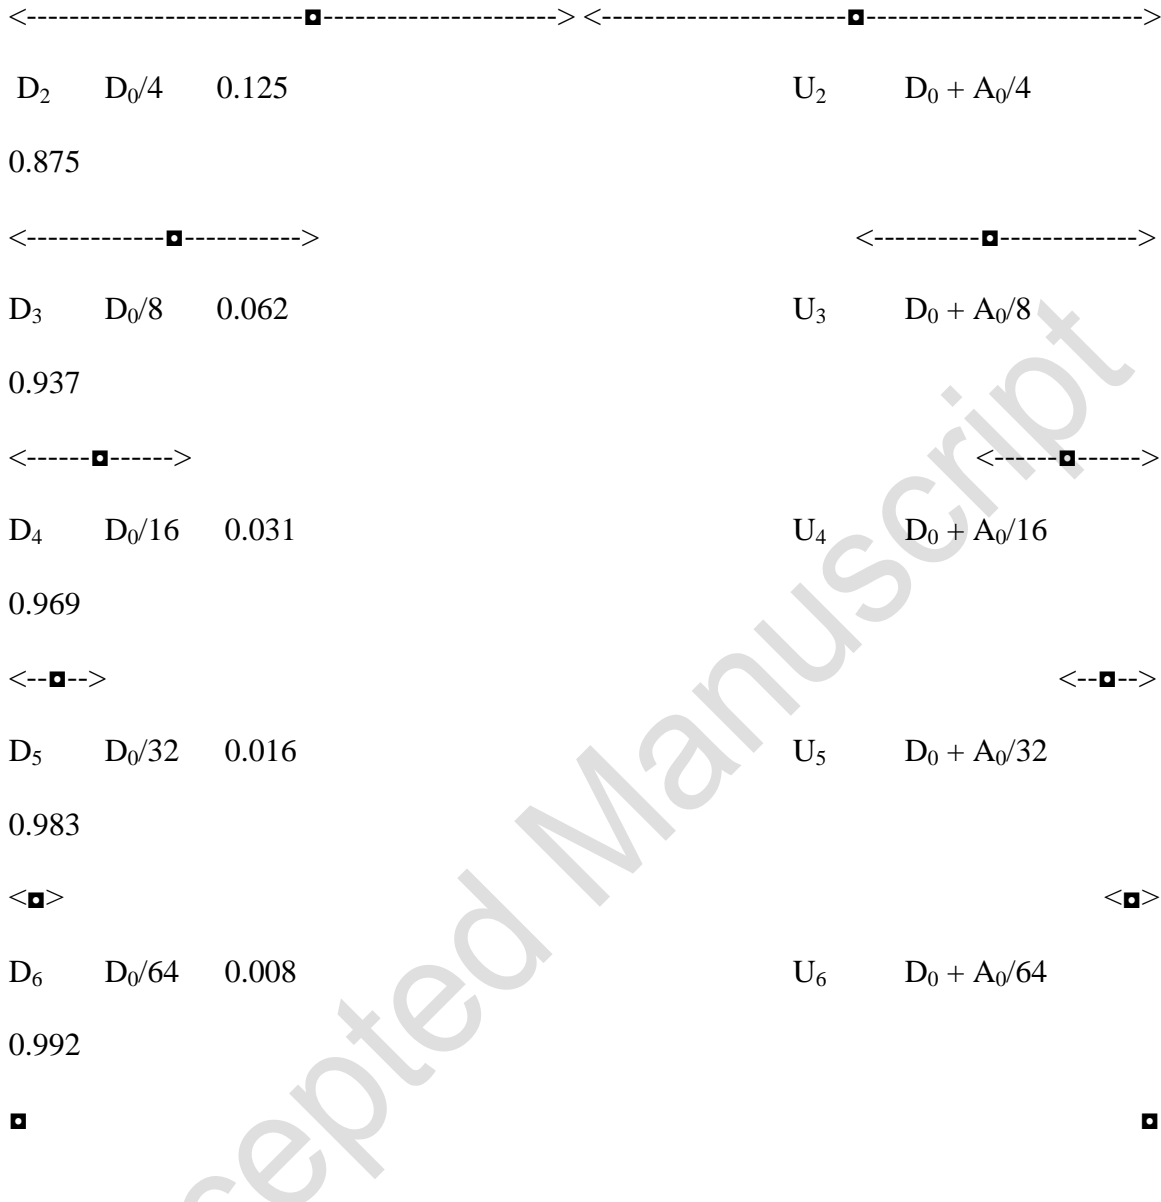 <--------------------------◘----------------------> <------------------------◘-------------------------->
D₂ D₀/4 0.125 U₂ D₀ + A₀/4
0.875
<-------------◘-----------> <----------◘------------->
D₃ D₀/8 0.062 U₃ D₀ + A₀/8
0.937
<------◘------> <------◘------>
D₄ D₀/16 0.031 U₄ D₀ + A₀/16
0.969
<--◘--> <--◘-->
D₅ D₀/32 0.016 U₅ D₀ + A₀/32
0.983
<◘> <◘>
D₆ D₀/64 0.008 U₆ D₀ + A₀/64
0.992
◘ ◘
cepted Manuscript